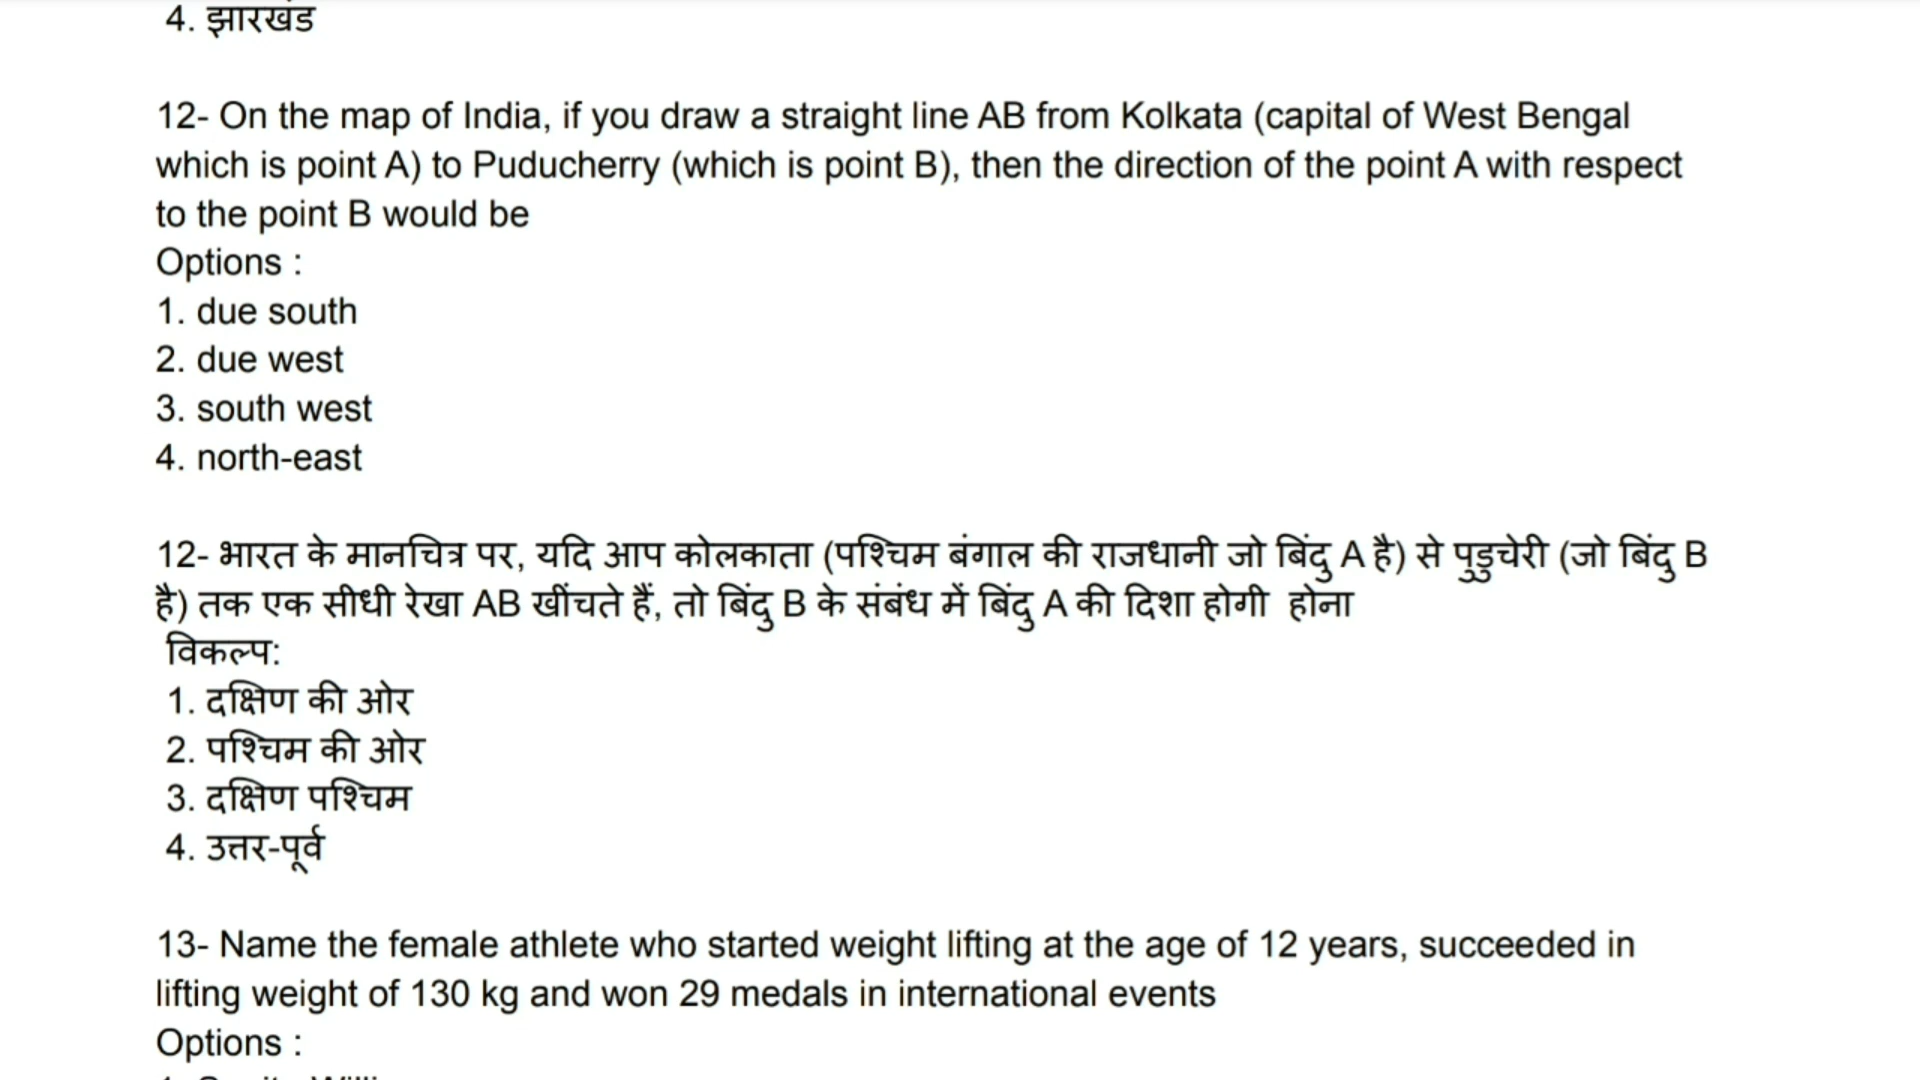 4. झारखंड
12- On the map of India, if you draw a straight line AB from Kolkata (capital of West Bengal
which is point A) to Puducherry (which is point B), then the direction of the point A with respect
to the point B would be
Options :
1. due south
2. due west
3. south west
4. north-east
12- भारत के मानचित्र पर, यदि आप कोलकाता (पश्चिम बंगाल की राजधानी जो बिंदु A है) से पुडुचेरी (जो बिंदु B
है) तक एक सीधी रेखा AB खींचते हैं, तो बिंदु B के संबंध में बिंदु A की दिशा होगी होना
विकल्प:
1. दक्षिण की ओर
2. पश्चिम की ओर
3. दक्षिण पश्चिम
4. उत्तर-पूर्व
13- Name the female athlete who started weight lifting at the age of 12 years, succeeded in
lifting weight of 130 kg and won 29 medals in international events
Options :